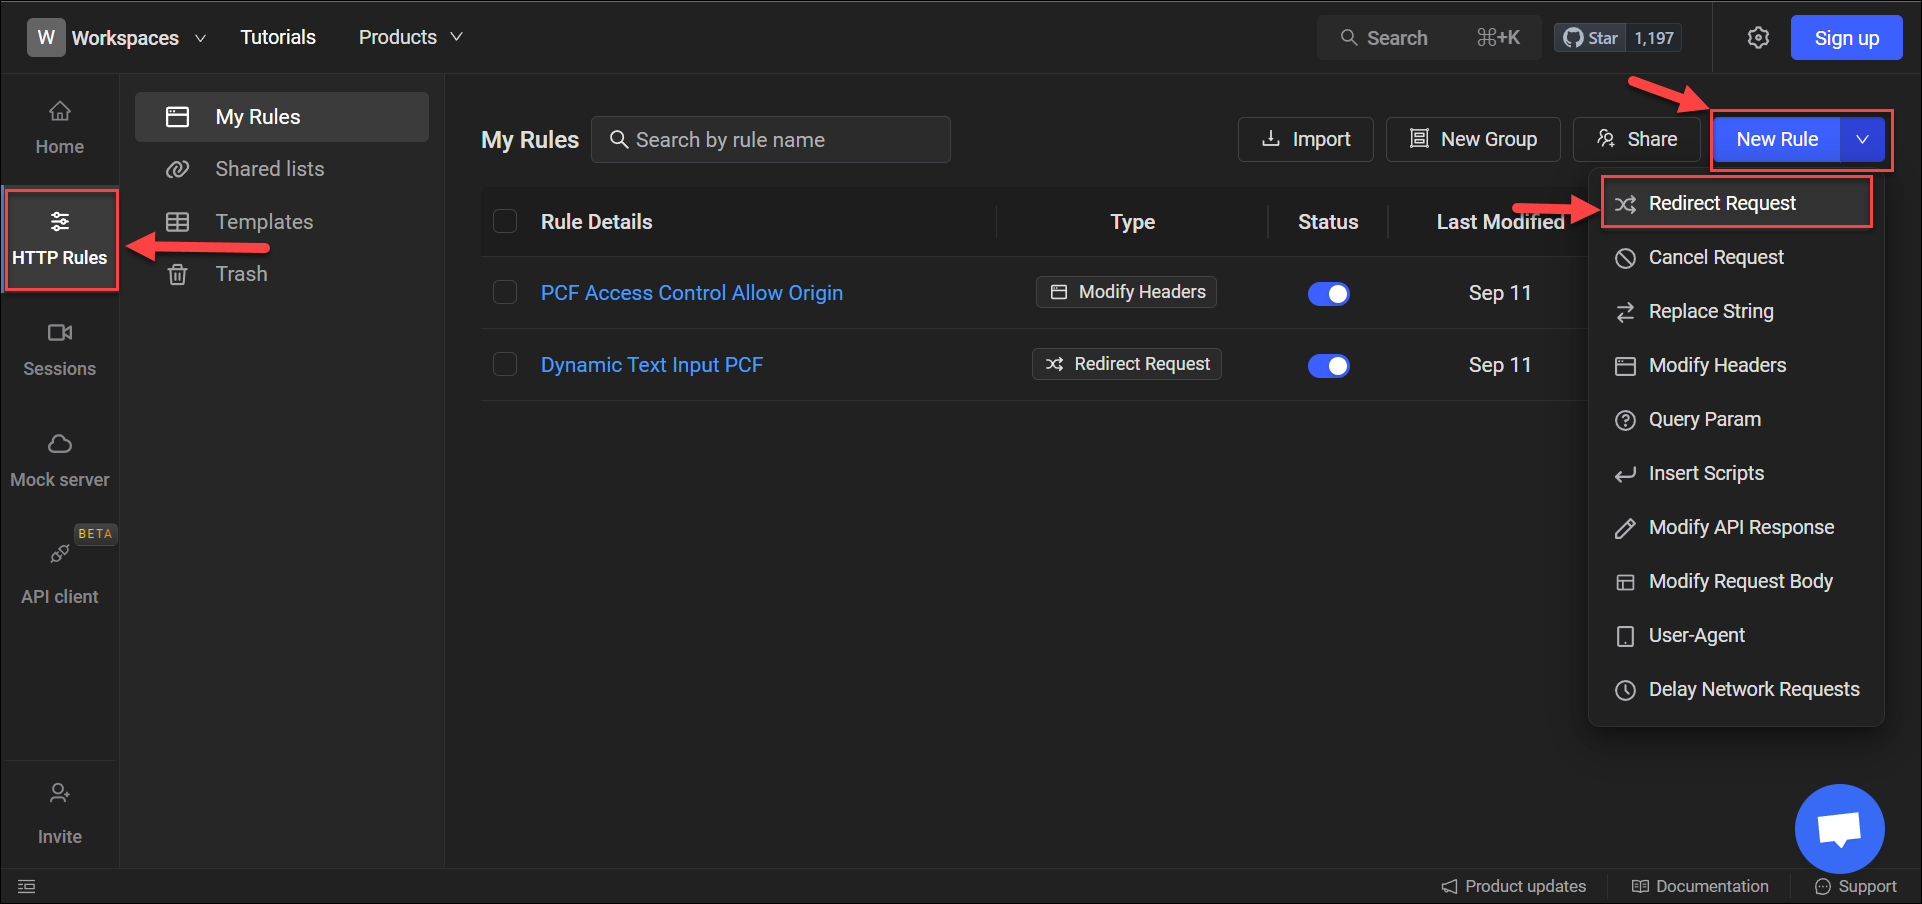 W Workspaces Tutorials Products Search ⌘+K Star 1,197 Sign up
Home
HTTP Rules
Sessions
Mock server
BETA
API client
Invite
My Rules
Shared lists
Templates
Trash
My Rules Search by rule name Import New Group Share New Rule
Rule Details Type Status Last Modified
PCF Access Control Allow Origin Modify Headers Sep 11
Dynamic Text Input PCF Redirect Request Sep 11
Redirect Request
Cancel Request
Replace String
Modify Headers
Query Param
Insert Scripts
Modify API Response
Modify Request Body
User-Agent
Delay Network Requests
Product updates Documentation Support